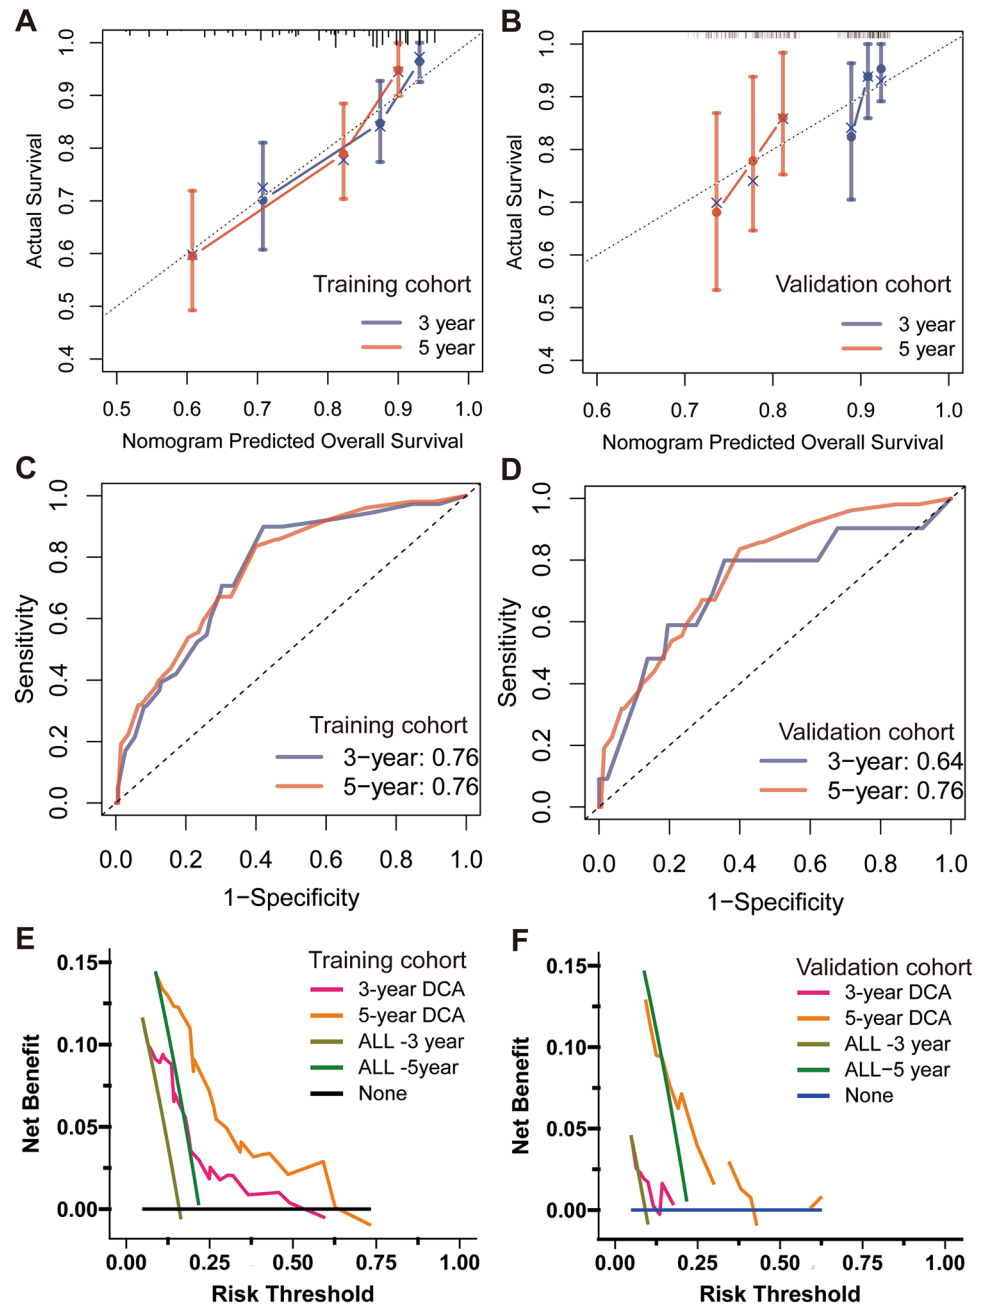 A
Actual Survival
1.0
0.9
0.8
0.7
0.6
0.5
0.4
Training cohort
3 year
5 year
0.5 0.6 0.7 0.8 0.9 1.0
Nomogram Predicted Overall Survival
B
Actual Survival
1.0
0.9
0.8
0.7
0.6
0.5
0.4
Validation cohort
3 year
5 year
0.6 0.7 0.8 0.9 1.0
Nomogram Predicted Overall Survival
C
Sensitivity
1.0
0.8
0.6
0.4
0.2
0.0
Training cohort
3−year: 0.76
5−year: 0.76
0.0 0.2 0.4 0.6 0.8 1.0
1−Specificity
D
Sensitivity
1.0
0.8
0.6
0.4
0.2
0.0
Validation cohort
3−year: 0.64
5−year: 0.76
0.0 0.2 0.4 0.6 0.8 1.0
1−Specificity
E
Net Benefit
0.15
0.10
0.05
0.00
Training cohort
3-year DCA
5-year DCA
ALL -3 year
ALL -5year
None
0.00 0.25 0.50 0.75 1.00
Risk Threshold
F
Net Benefit
0.15
0.10
0.05
0.00
Validation cohort
3-year DCA
5-year DCA
ALL -3 year
ALL−5 year
None
0.00 0.25 0.50 0.75 1.00
Risk Threshold